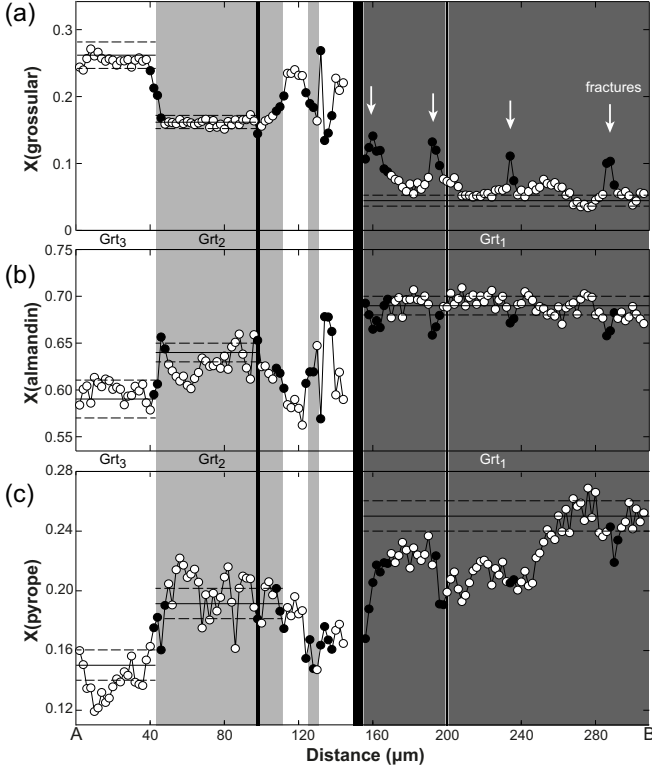 (a)
0.3
0.2
0.1
0
X(grossular)
fractures
Grt3
Grt2
Grt1
(b)
0.75
0.70
0.65
0.60
0.55
X(almandin)
Grt3
Grt2
Grt1
(c)
0.28
0.24
0.20
0.16
0.12
X(pyrope)
A 40 80 120 160 200 240 280 B
Distance (µm)